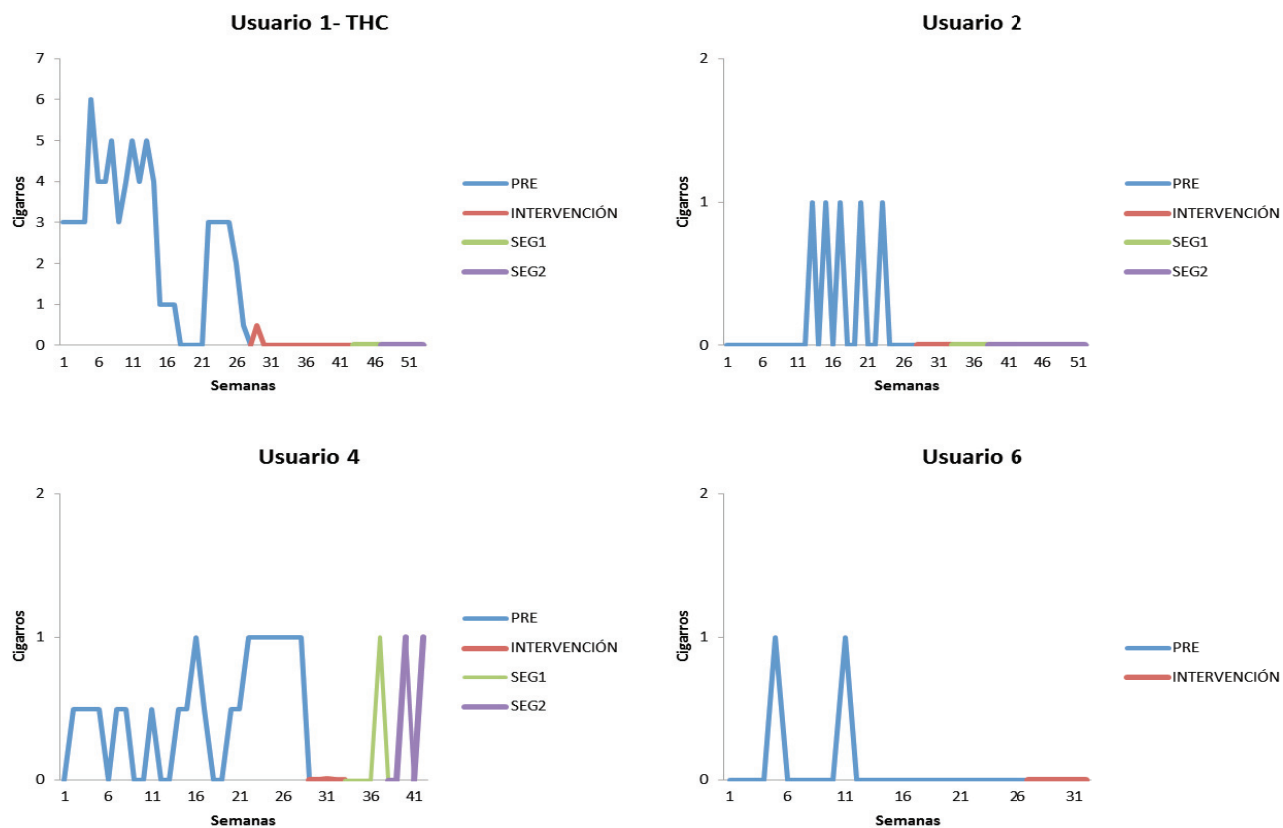 Usuario 1- THC
7
6
5
4
3
2
1
0
Cigarros
1 6 11 16 21 26 31 36 41 46 51
Semanas
PRE
INTERVENCIÓN
SEG1
SEG2
Usuario 2
2
1
0
Cigarros
1 6 11 16 21 26 31 36 41 46 51
Semanas
PRE
INTERVENCIÓN
SEG1
SEG2
Usuario 4
2
1
0
Cigarros
1 6 11 16 21 26 31 36 41
Semanas
PRE
INTERVENCIÓN
SEG1
SEG2
Usuario 6
2
1
0
Cigarros
1 6 11 16 21 26 31
Semanas
PRE
INTERVENCIÓN